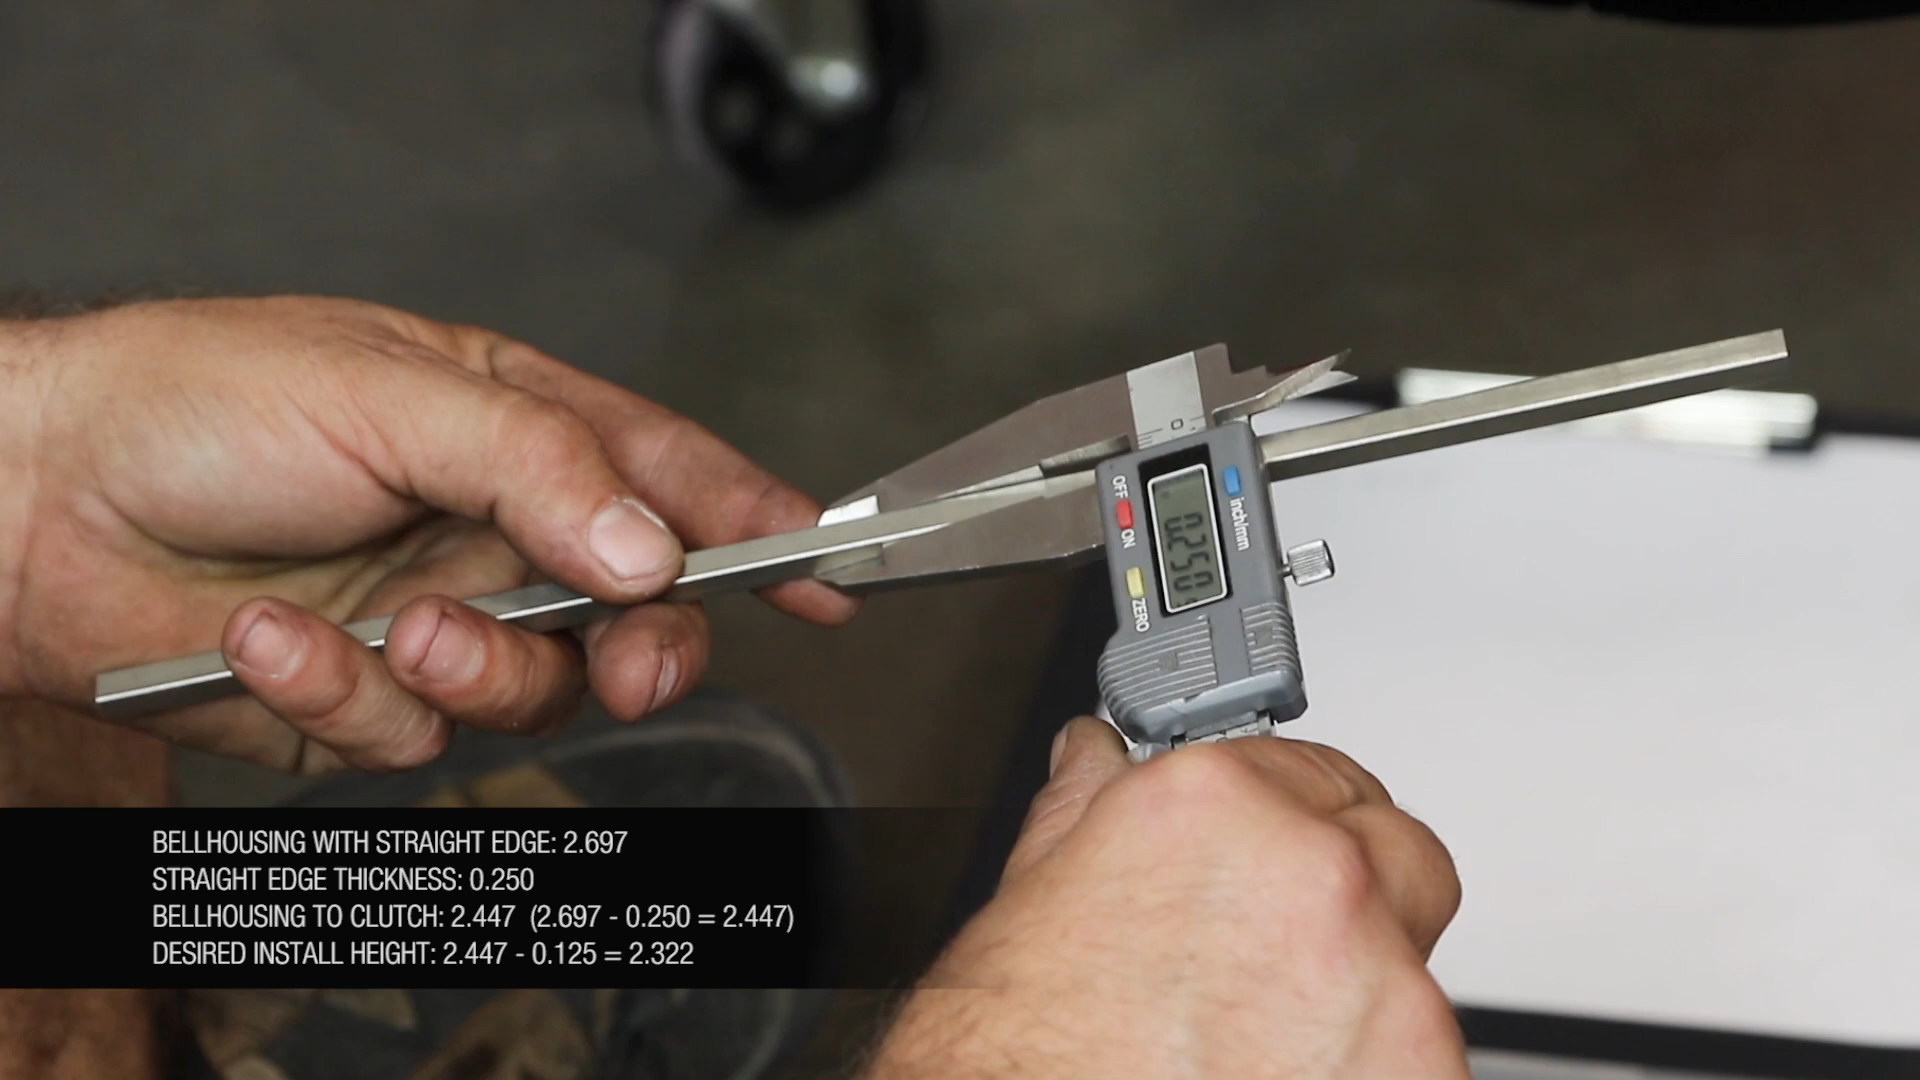 OFF ON
ZERO
inch/mm
0.250
BELLHOUSING WITH STRAIGHT EDGE: 2.697
STRAIGHT EDGE THICKNESS: 0.250
BELLHOUSING TO CLUTCH: 2.447 (2.697 - 0.250 = 2.447)
DESIRED INSTALL HEIGHT: 2.447 - 0.125 = 2.322